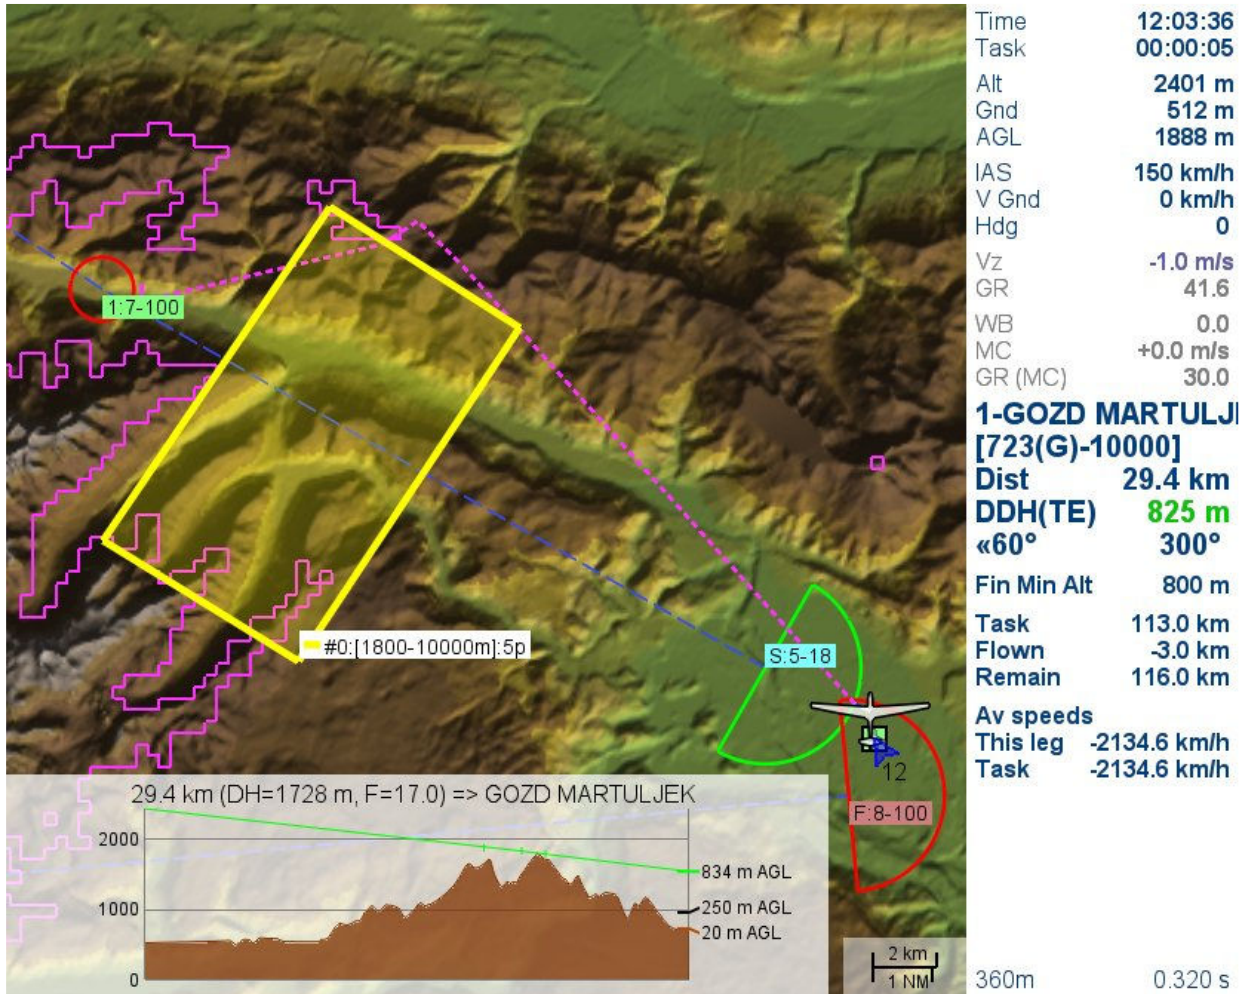 1:7-100
#0:[1800-10000m]:5p
S:5-18
12
F:8-100
29.4 km (DH=1728 m, F=17.0) => GOZD MARTULJEK
2000
1000
0
834 m AGL
250 m AGL
20 m AGL
2 km
1 NM
Time 12:03:36
Task 00:00:05
Alt 2401 m
Gnd 512 m
AGL 1888 m
IAS 150 km/h
V Gnd 0 km/h
Hdg 0
Vz -1.0 m/s
GR 41.6
WB 0.0
MC +0.0 m/s
GR (MC) 30.0
1-GOZD MARTULJ
[723(G)-10000]
Dist 29.4 km
DDH(TE) 825 m
«60° 300°
Fin Min Alt 800 m
Task 113.0 km
Flown -3.0 km
Remain 116.0 km
Av speeds
This leg -2134.6 km/h
Task -2134.6 km/h
360m 0.320 s